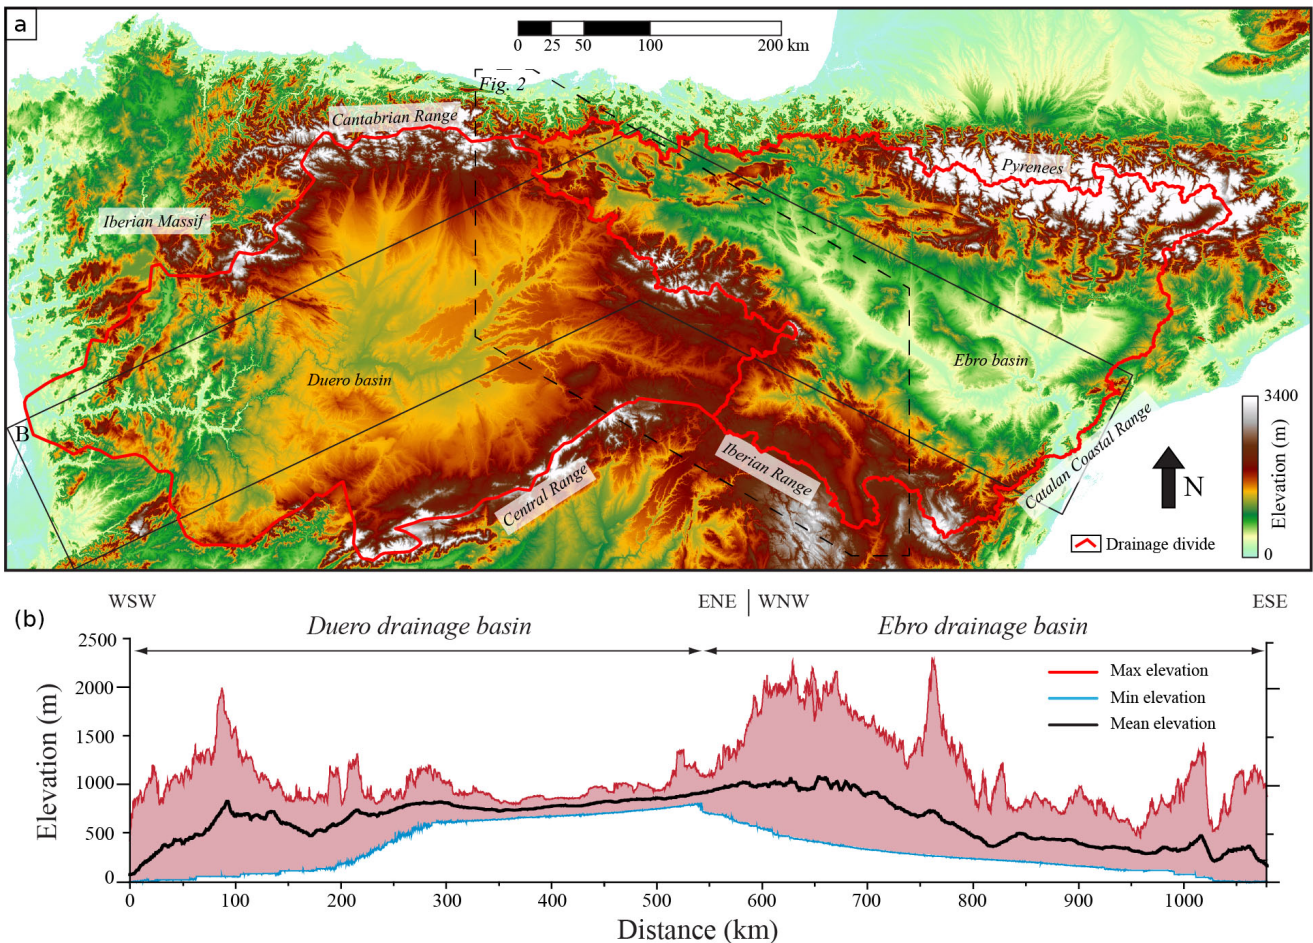 a
0 25 50 100 200 km
Fig. 2
Cantabrian Range
Pyrenees
Iberian Massif
Duero basin
Ebro basin
B
Central Range
Iberian Range
Catalan Coastal Range
N
3400
Elevation (m)
0
Drainage divide
WSW ENE | WNW ESE
(b)
Duero drainage basin Ebro drainage basin
Max elevation
Min elevation
Mean elevation
Elevation (m)
2500
2000
1500
1000
500
0
0 100 200 300 400 500 600 700 800 900 1000
Distance (km)